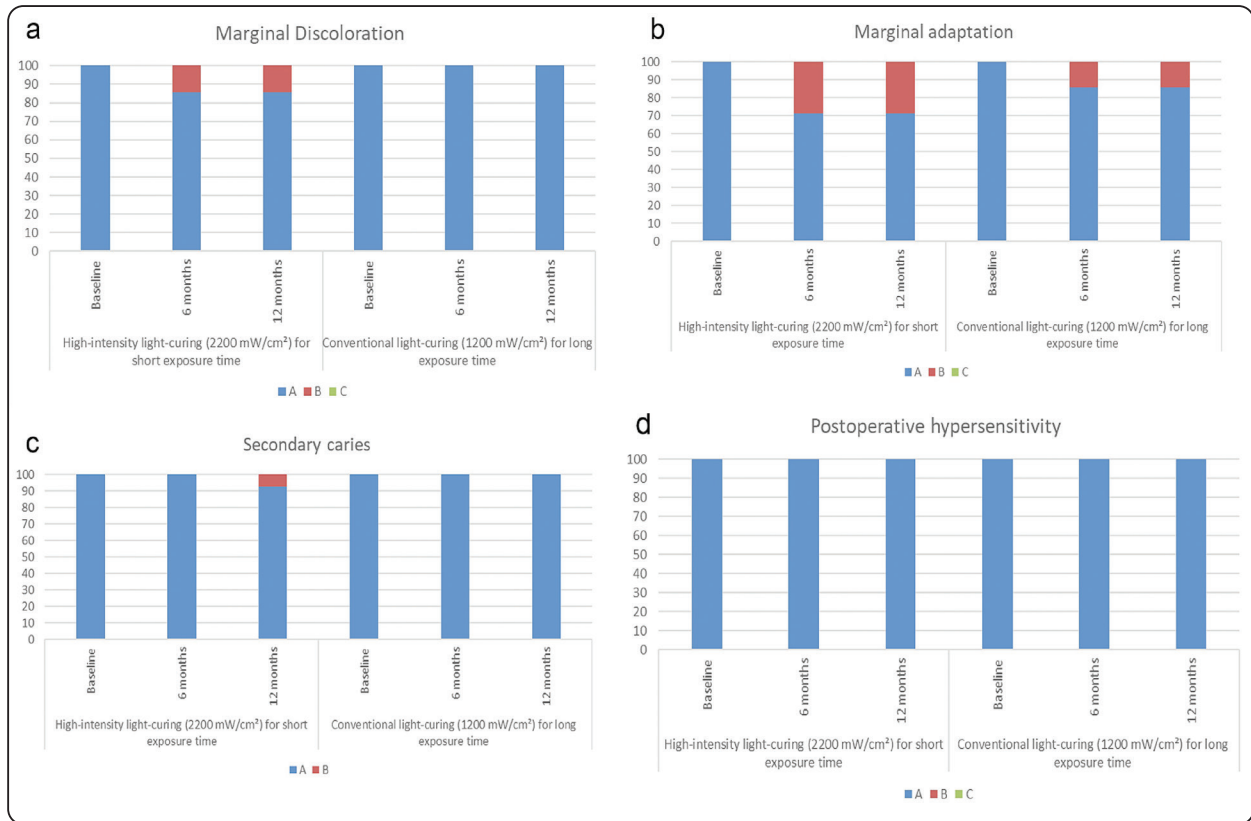 a
Marginal Discoloration
100
90
80
70
60
50
40
30
20
10
0
Baseline
6 months
12 months
Baseline
6 months
12 months
High-intensity light-curing (2200 mW/cm²) for
short exposure time
Conventional light-curing (1200 mW/cm²) for long
exposure time
A B C
b
Marginal adaptation
100
90
80
70
60
50
40
30
20
10
0
Baseline
6 months
12 months
Baseline
6 months
12 months
High-intensity light-curing (2200 mW/cm²) for short
exposure time
Conventional light-curing (1200 mW/cm²) for long
exposure time
A B C
c
Secondary caries
100
90
80
70
60
50
40
30
20
10
0
Baseline
6 months
12 months
Baseline
6 months
12 months
High-intensity light-curing (2200 mW/cm²) for short
exposure time
Conventional light-curing (1200 mW/cm²) for long
exposure time
A B
d
Postoperative hypersensitivity
100
90
80
70
60
50
40
30
20
10
0
Baseline
6 months
12 months
Baseline
6 months
12 months
High-intensity light-curing (2200 mW/cm²) for short
exposure time
Conventional light-curing (1200 mW/cm²) for long
exposure time
A B C